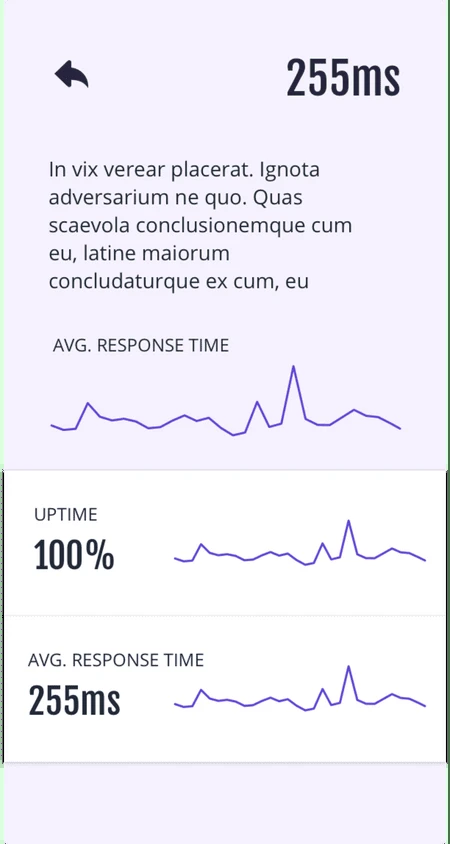 255ms
In vix verear placerat. Ignota
adversarium ne quo. Quas
scaevola conclusionemque cum
eu, latine maiorum
concludaturque ex cum, eu
AVG. RESPONSE TIME
UPTIME
100%
AVG. RESPONSE TIME
255ms